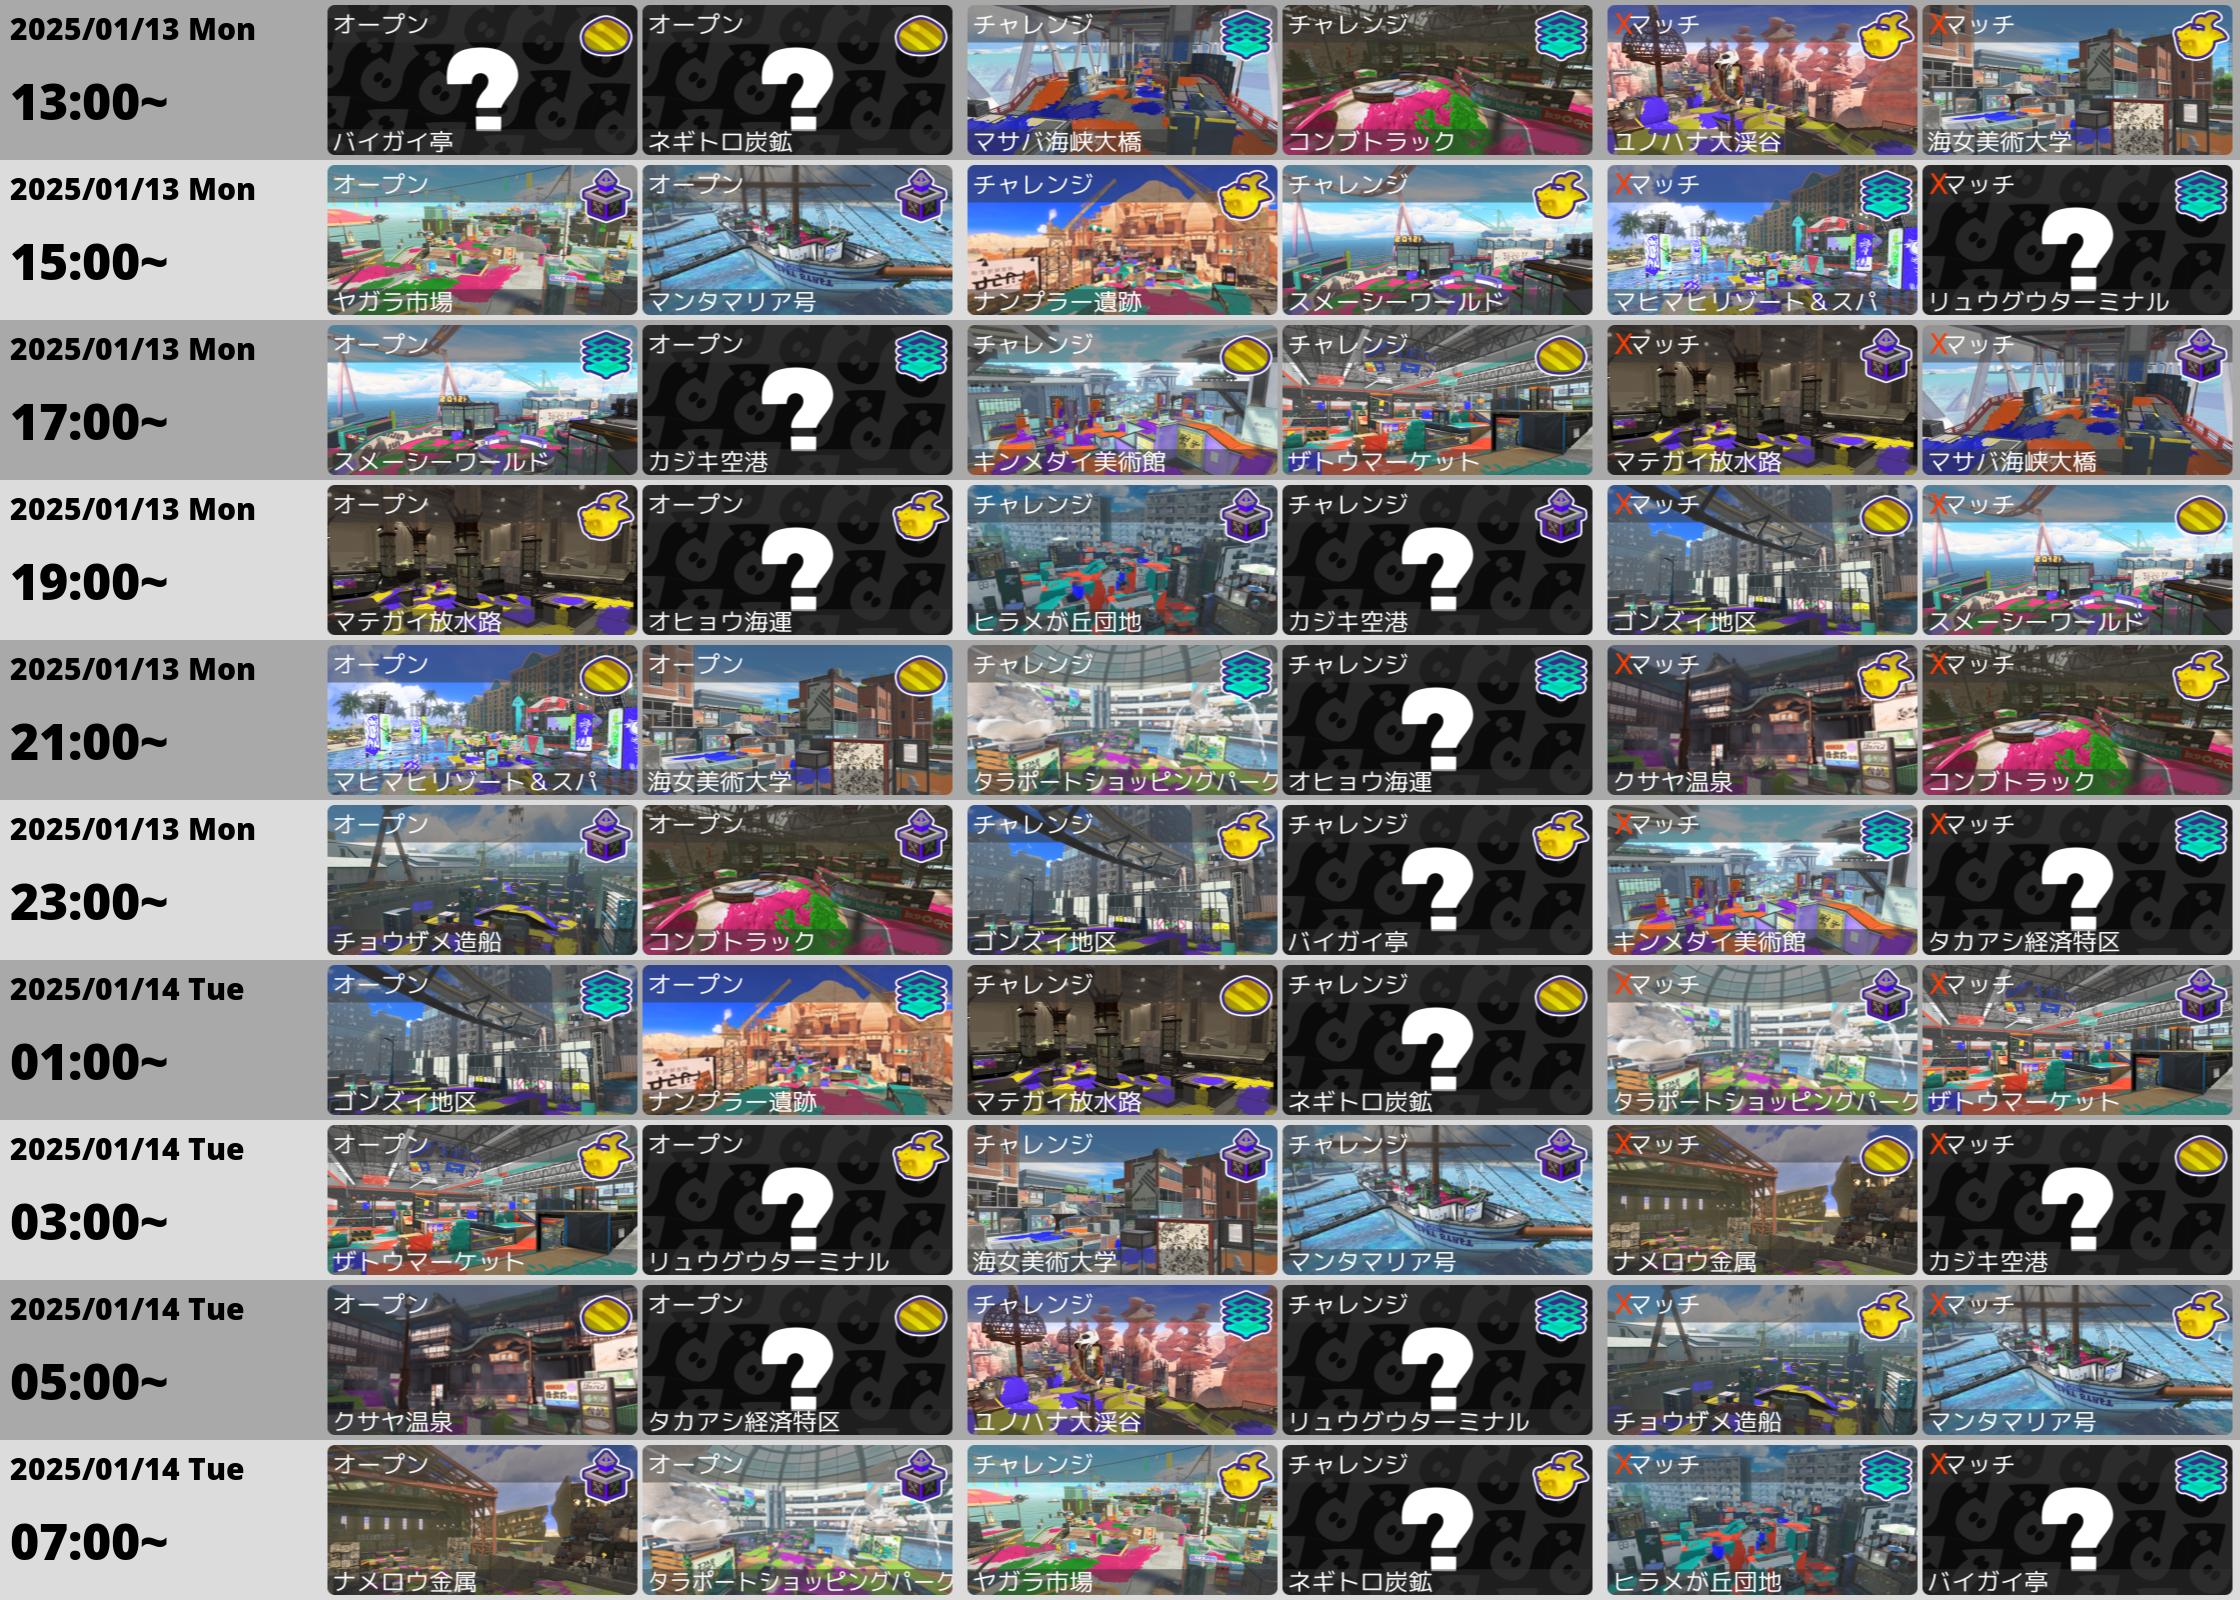 2025/01/13 Mon
13:00~
オープン
バイガイ亭
オープン
ネギトロ炭鉱
チャレンジ
マサバ海峡大橋
チャレンジ
コンブトラック
Xマッチ
ユノハナ大渓谷
Xマッチ
海女美術大学
2025/01/13 Mon
15:00~
オープン
ヤガラ市場
オープン
マンタマリア号
チャレンジ
ナンプラー遺跡
チャレンジ
スメーシーワールド
Xマッチ
マヒマヒリゾート＆スパ
Xマッチ
リュウグウターミナル
2025/01/13 Mon
17:00~
オープン
スメーシーワールド
オープン
カジキ空港
チャレンジ
キンメダイ美術館
チャレンジ
ザトウマーケット
Xマッチ
マテガイ放水路
Xマッチ
マサバ海峡大橋
2025/01/13 Mon
19:00~
オープン
マテガイ放水路
オープン
オヒョウ海運
チャレンジ
ヒラメが丘団地
チャレンジ
カジキ空港
Xマッチ
ゴンズイ地区
Xマッチ
スメーシーワールド
2025/01/13 Mon
21:00~
オープン
マヒマヒリゾート＆スパ
オープン
海女美術大学
チャレンジ
タラポートショッピングパーク
チャレンジ
オヒョウ海運
Xマッチ
クサヤ温泉
Xマッチ
コンブトラック
2025/01/13 Mon
23:00~
オープン
チョウザメ造船
オープン
コンブトラック
チャレンジ
ゴンズイ地区
チャレンジ
バイガイ亭
Xマッチ
キンメダイ美術館
Xマッチ
タカアシ経済特区
2025/01/14 Tue
01:00~
オープン
ゴンズイ地区
オープン
ナンプラー遺跡
チャレンジ
マテガイ放水路
チャレンジ
ネギトロ炭鉱
Xマッチ
タラポートショッピングパーク
Xマッチ
ザトウマーケット
2025/01/14 Tue
03:00~
オープン
ザトウマーケット
オープン
リュウグウターミナル
チャレンジ
海女美術大学
チャレンジ
マンタマリア号
Xマッチ
ナメロウ金属
Xマッチ
カジキ空港
2025/01/14 Tue
05:00~
オープン
クサヤ温泉
オープン
タカアシ経済特区
チャレンジ
ユノハナ大渓谷
チャレンジ
リュウグウターミナル
Xマッチ
チョウザメ造船
Xマッチ
マンタマリア号
2025/01/14 Tue
07:00~
オープン
ナメロウ金属
オープン
タラポートショッピングパーク
チャレンジ
ヤガラ市場
チャレンジ
ネギトロ炭鉱
Xマッチ
ヒラメが丘団地
Xマッチ
バイガイ亭